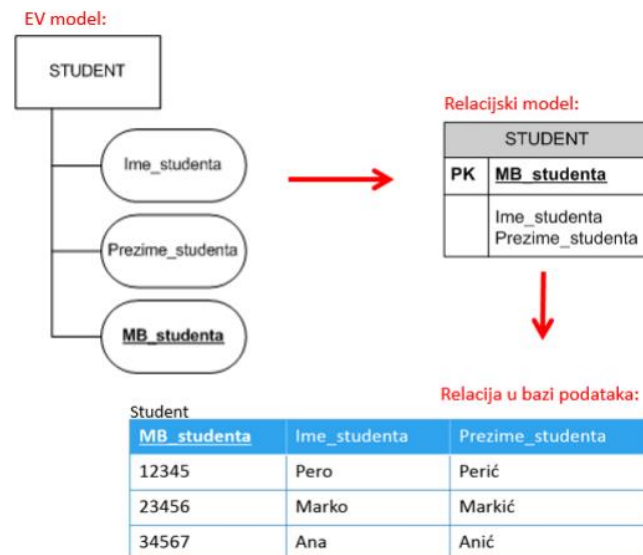 EV model:
STUDENT
Ime_studenta
Prezime_studenta
MB_studenta
Relacijski model:
STUDENT
PK MB_studenta
Ime_studenta
Prezime_studenta
Relacija u bazi podataka:
Student
MB_studenta Ime_studenta Prezime_studenta
12345 Pero Perić
23456 Marko Markić
34567 Ana Anić